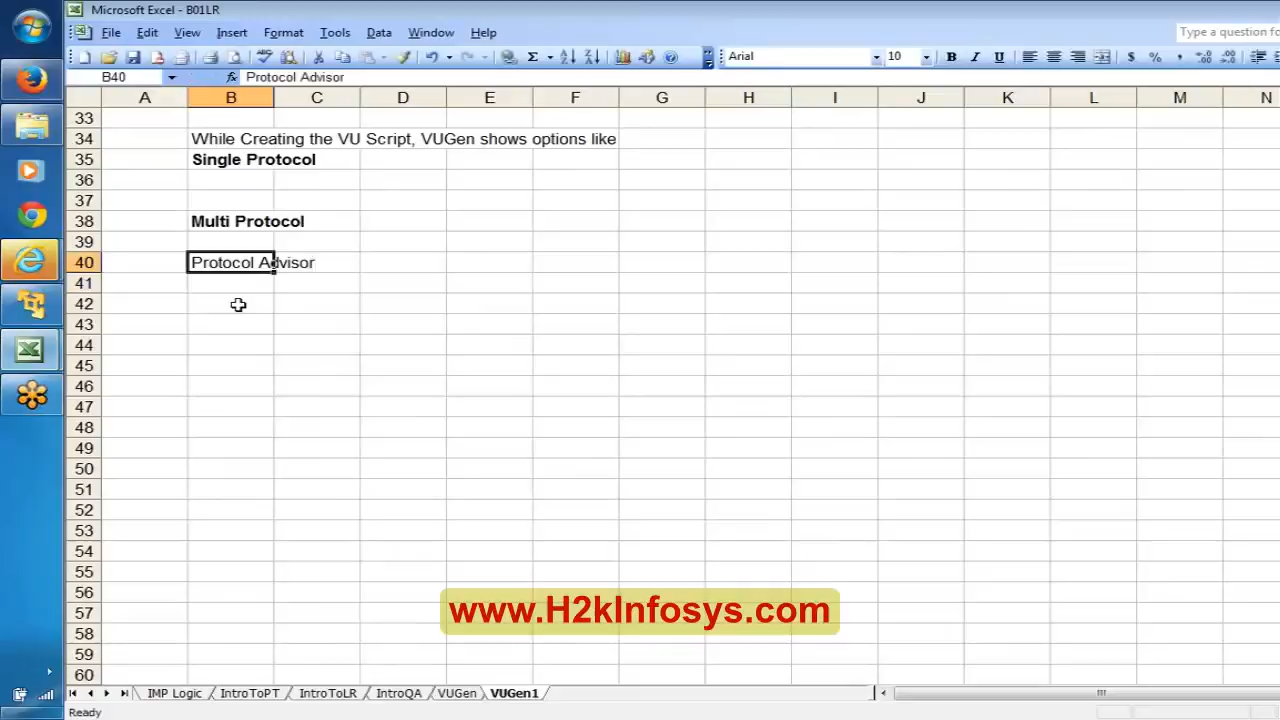 Microsoft Excel - B01LR
File Edit View Insert Format Tools Data Window Help
Type a question fo
Arial 10 B I U $ %
B40 fx Protocol Advisor
A B C D E F G H I J K L M N
33
34 While Creating the VU Script, VUGen shows options like
35 Single Protocol
36
37
38 Multi Protocol
39
40 Protocol Advisor
41
42
43
44
45
46
47
48
49
50
51
52
53
54
55
56
57
58
59
60
www.H2kInfosys.com
IMP Logic IntroToPT IntroToLR IntroQA VUGen VUGen1
Ready